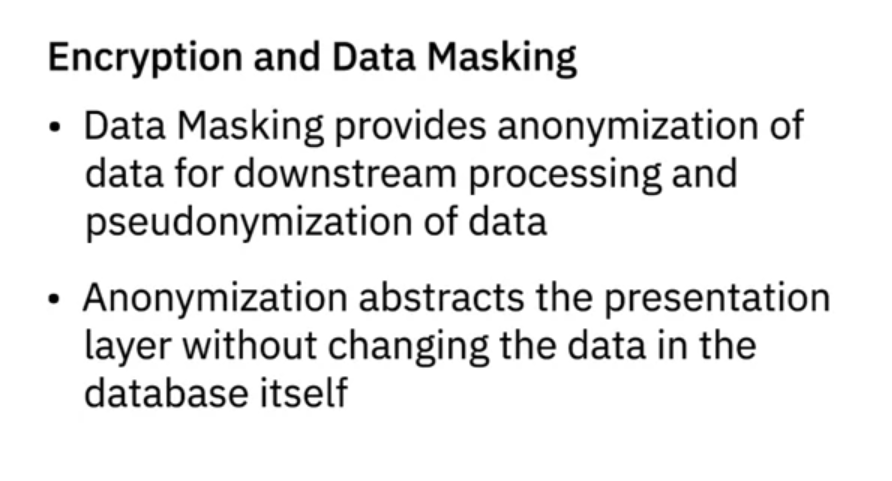 Encryption and Data Masking
• Data Masking provides anonymization of
data for downstream processing and
pseudonymization of data
• Anonymization abstracts the presentation
layer without changing the data in the
database itself